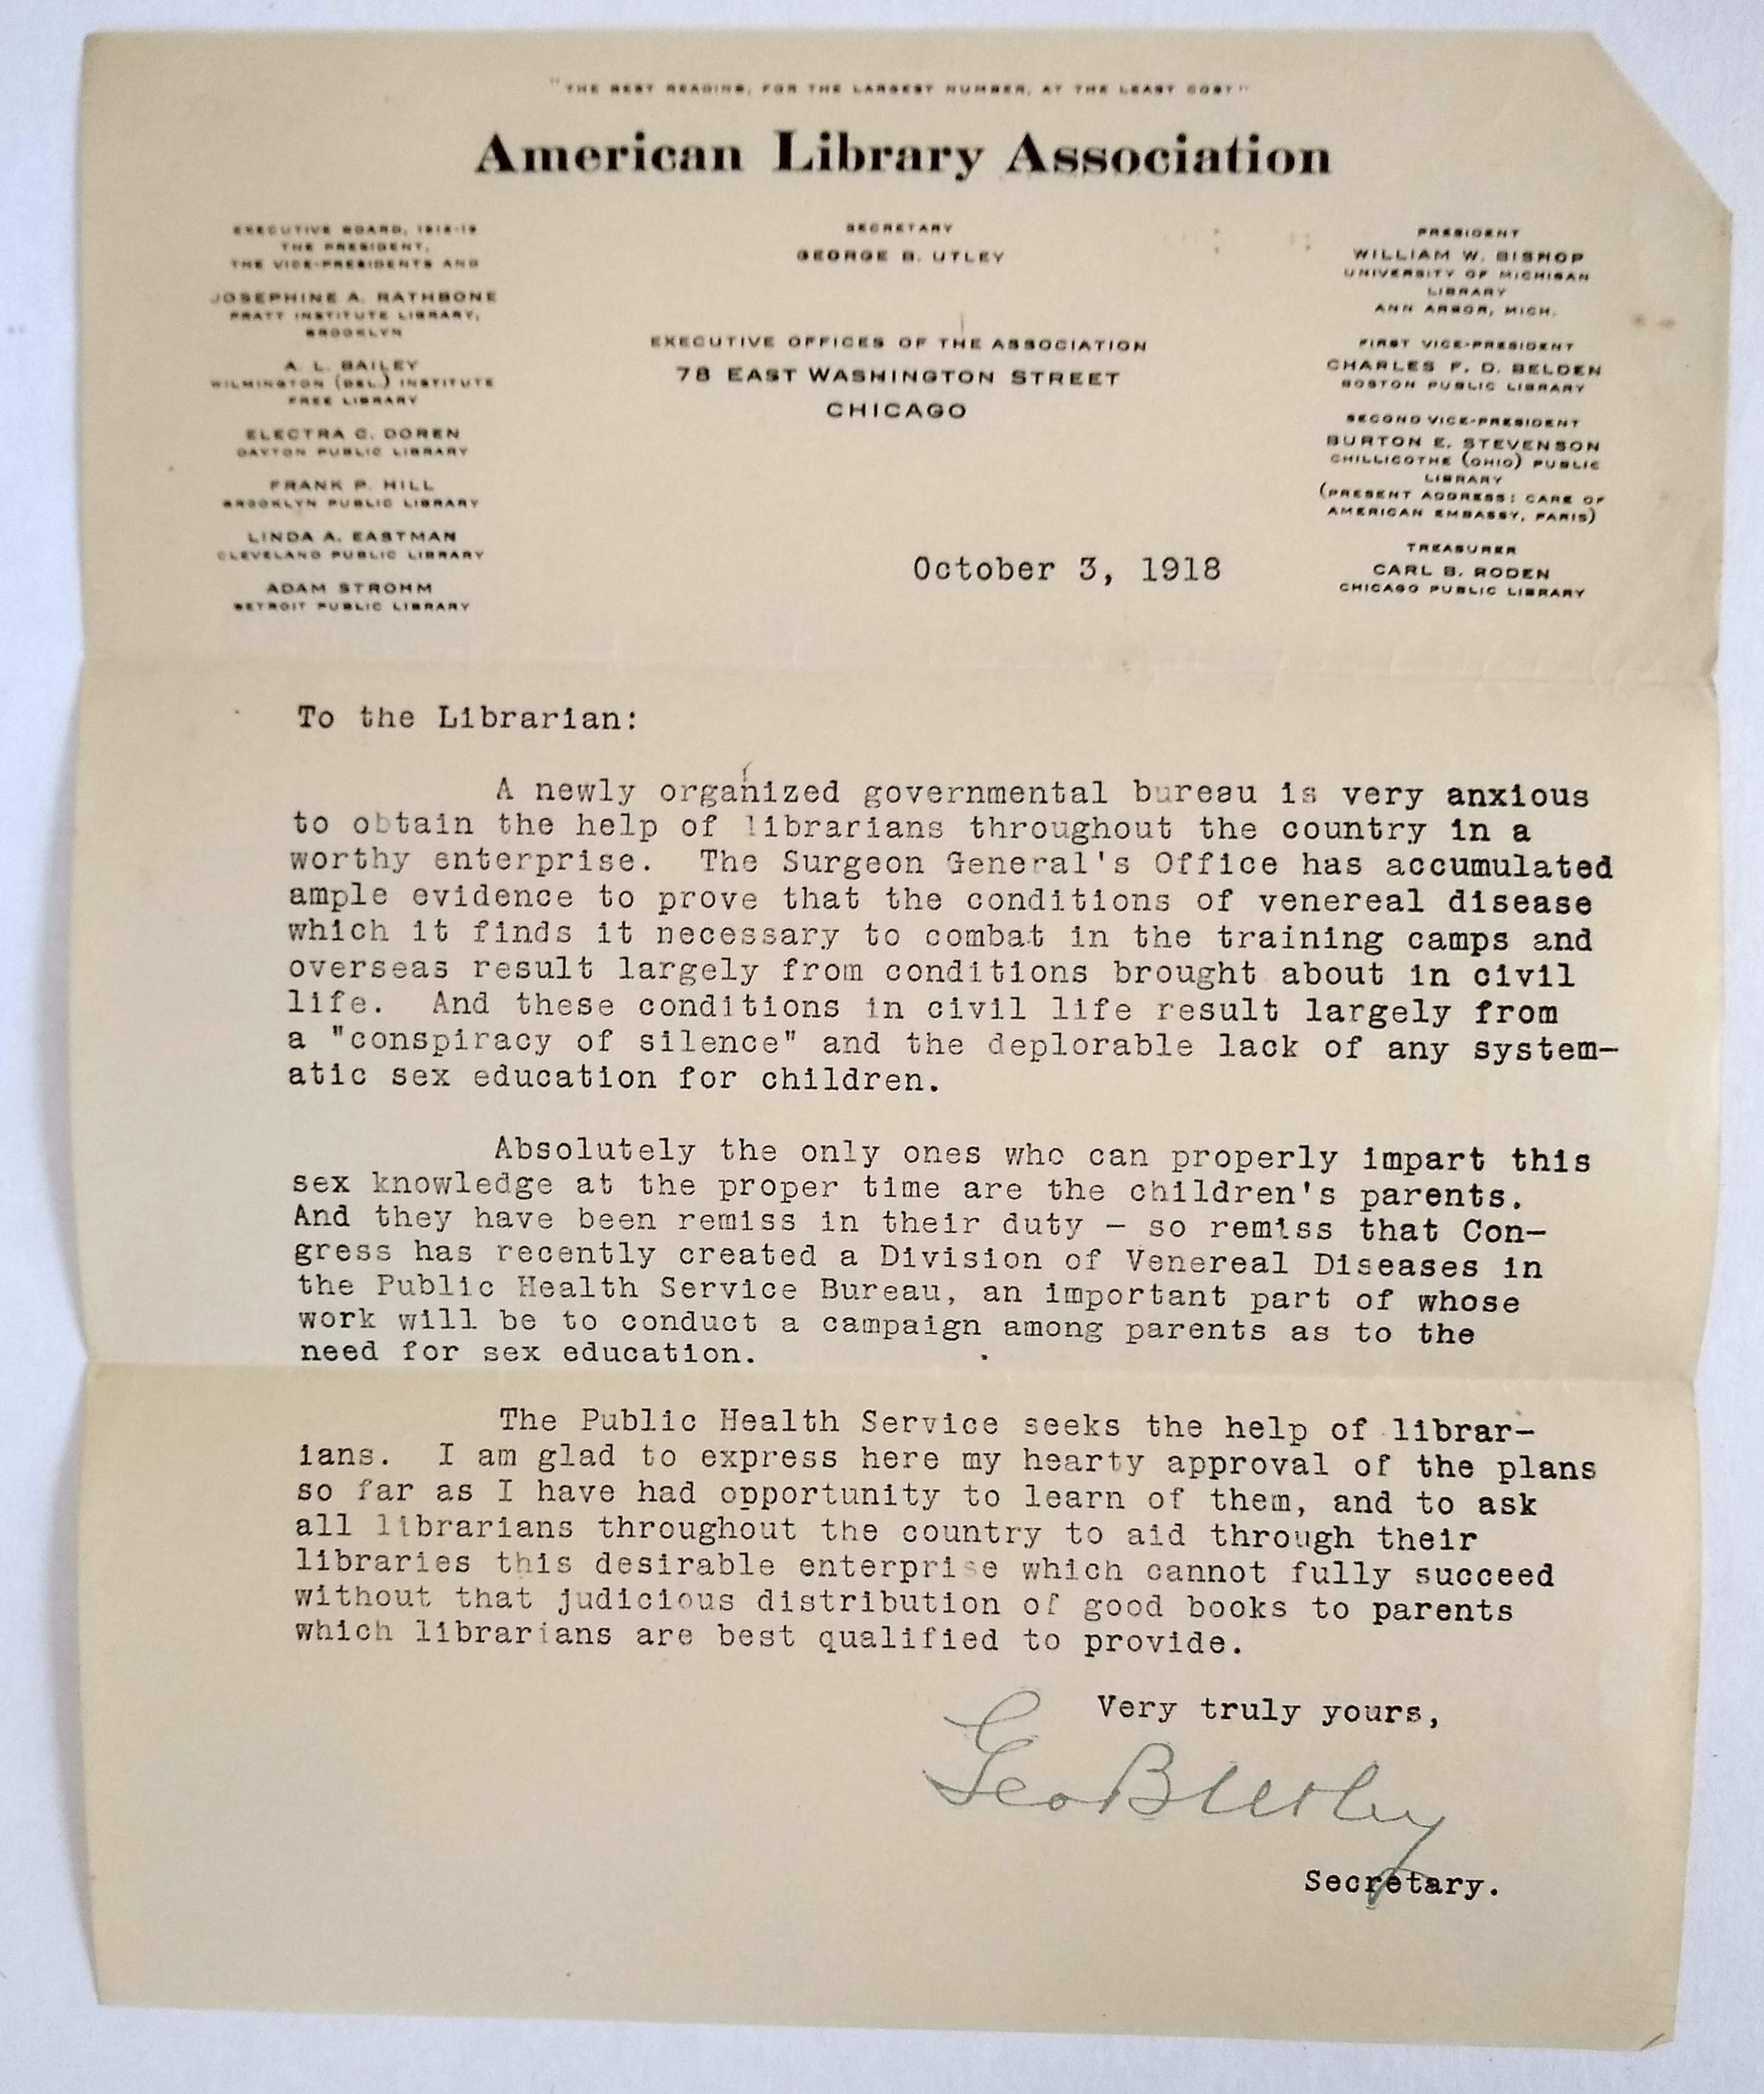 "THE BEST READING, FOR THE LARGEST NUMBER, AT THE LEAST COST"
American Library Association
EXECUTIVE BOARD, 1918-19
THE PRESIDENT,
THE VICE-PRESIDENTS AND
JOSEPHINE A. RATHBONE
PRATT INSTITUTE LIBRARY,
BROOKLYN
A. L. BAILEY
WILMINGTON (DEL.) INSTITUTE
FREE LIBRARY
ELECTRA C. DOREN
DAYTON PUBLIC LIBRARY
FRANK P. HILL
BROOKLYN PUBLIC LIBRARY
LINDA A. EASTMAN
CLEVELAND PUBLIC LIBRARY
ADAM STROHM
DETROIT PUBLIC LIBRARY
SECRETARY
GEORGE B. UTLEY
EXECUTIVE OFFICES OF THE ASSOCIATION
78 EAST WASHINGTON STREET
CHICAGO
PRESIDENT
WILLIAM W. BISHOP
UNIVERSITY OF MICHIGAN
LIBRARY
ANN ARBOR, MICH.
FIRST VICE-PRESIDENT
CHARLES F. D. BELDEN
BOSTON PUBLIC LIBRARY
SECOND VICE-PRESIDENT
BURTON E. STEVENSON
CHILLICOTHE (OHIO) PUBLIC
LIBRARY
(PRESENT ADDRESS: CARE OF
AMERICAN EMBASSY, PARIS)
TREASURER
CARL B. RODEN
CHICAGO PUBLIC LIBRARY
October 3, 1918
To the Librarian:
A newly organized governmental bureau is very anxious
to obtain the help of librarians throughout the country in a
worthy enterprise. The Surgeon General's Office has accumulated
ample evidence to prove that the conditions of venereal disease
which it finds it necessary to combat in the training camps and
overseas result largely from conditions brought about in civil
life. And these conditions in civil life result largely from
a "conspiracy of silence" and the deplorable lack of any system-
atic sex education for children.
Absolutely the only ones who can properly impart this
sex knowledge at the proper time are the children's parents.
And they have been remiss in their duty - so remiss that Con-
gress has recently created a Division of Venereal Diseases in
the Public Health Service Bureau, an important part of whose
work will be to conduct a campaign among parents as to the
need for sex education.
The Public Health Service seeks the help of librar-
ians. I am glad to express here my hearty approval of the plans
so far as I have had opportunity to learn of them, and to ask
all librarians throughout the country to aid through their
libraries this desirable enterprise which cannot fully succeed
without that judicious distribution of good books to parents
which librarians are best qualified to provide.
Very truly yours,
Geo B Utley
Secretary.